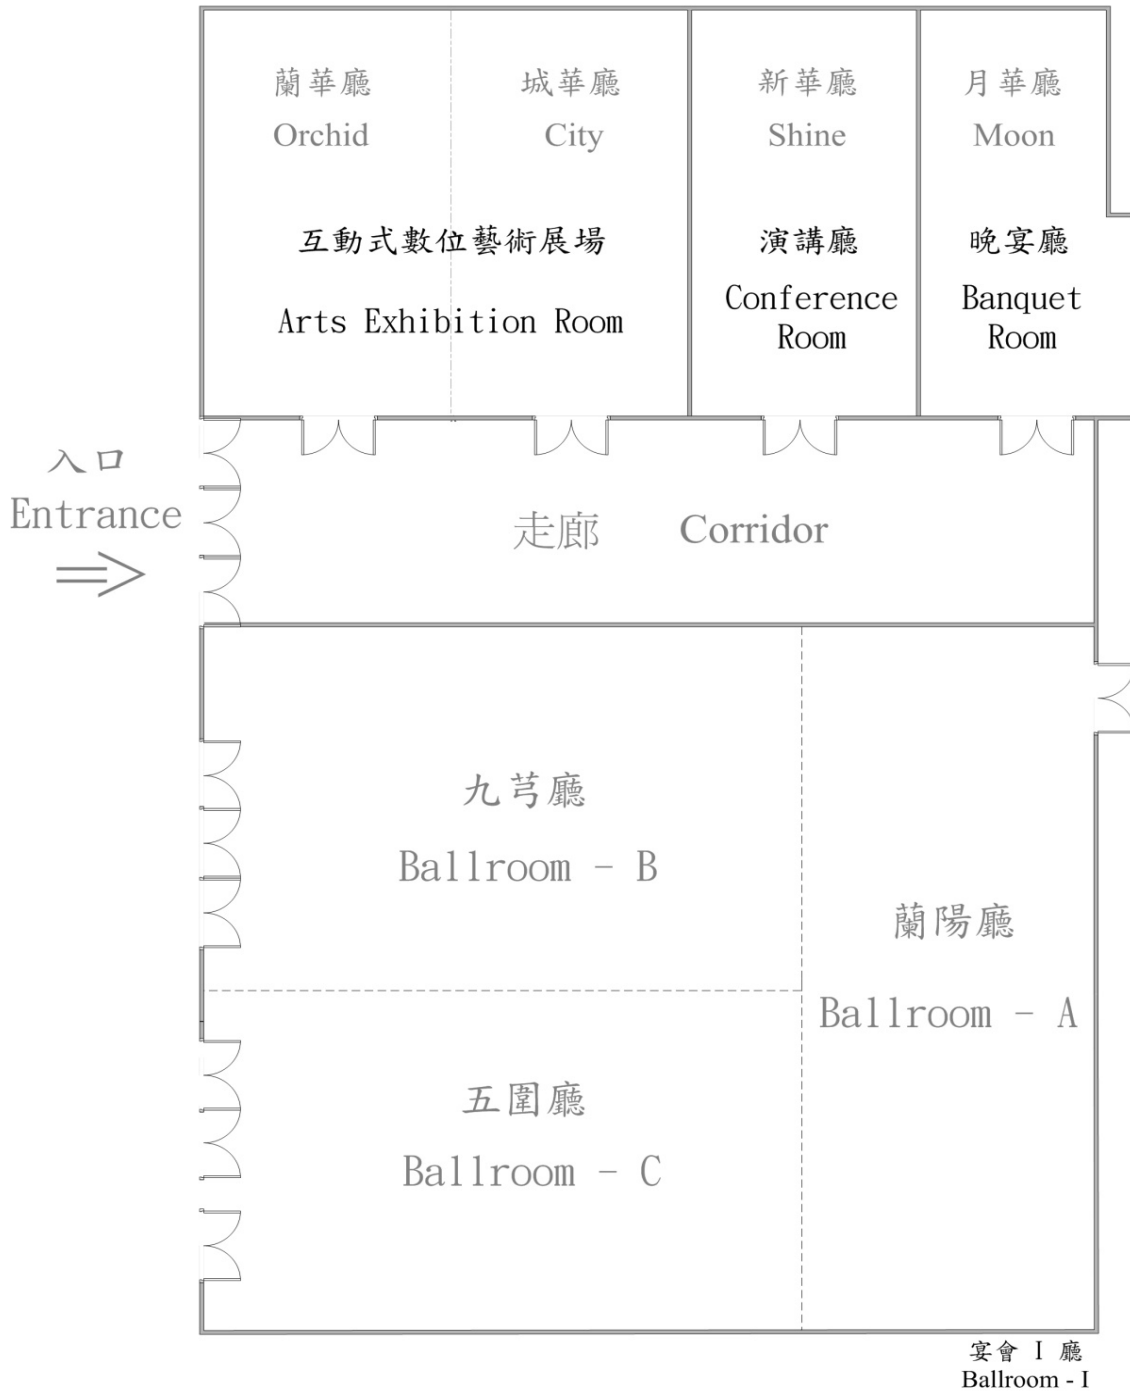 蘭華廳
Orchid
城華廳
City
新華廳
Shine
月華廳
Moon
互動式數位藝術展場
Arts Exhibition Room
演講廳
Conference
Room
晚宴廳
Banquet
Room
入口
Entrance
走廊 Corridor
九芎廳
Ballroom - B
蘭陽廳
Ballroom - A
五圍廳
Ballroom - C
宴會 I 廳
Ballroom - I